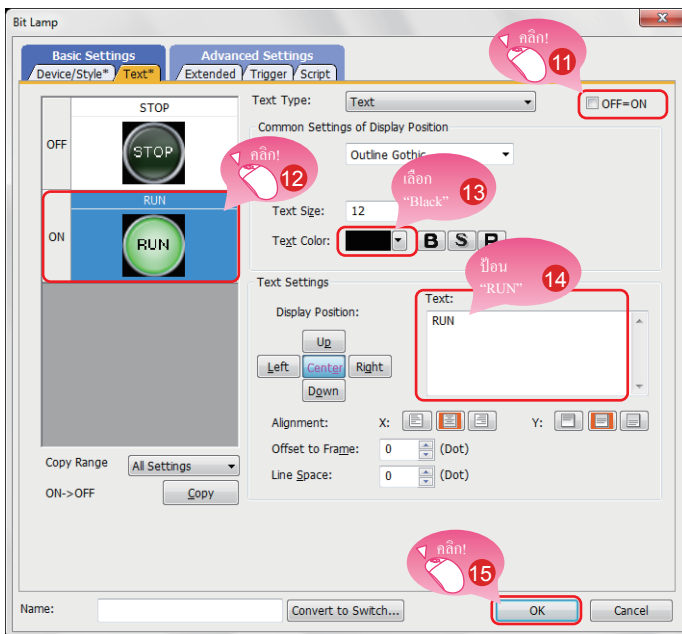 Bit Lamp
x
Basic Settings
Advanced Settings
Device/Style*
Text*
Extended
Trigger
Script
คลิก!
11
STOP
OFF
STOP
RUN
ON
RUN
คลิก!
12
Text Type:
Text
OFF=ON
Common Settings of Display Position
Outline Gothic
เลือก
“Black”
13
Text Size:
12
Text Color:
B
S
Text Settings
ป้อน
“RUN”
14
Display Position:
Up
Left
Center
Right
Down
Text:
RUN
Alignment:
X:
Y:
Offset to Frame:
0
(Dot)
Line Space:
0
(Dot)
Copy Range
All Settings
ON->OFF
Copy
คลิก!
15
Name:
Convert to Switch...
OK
Cancel